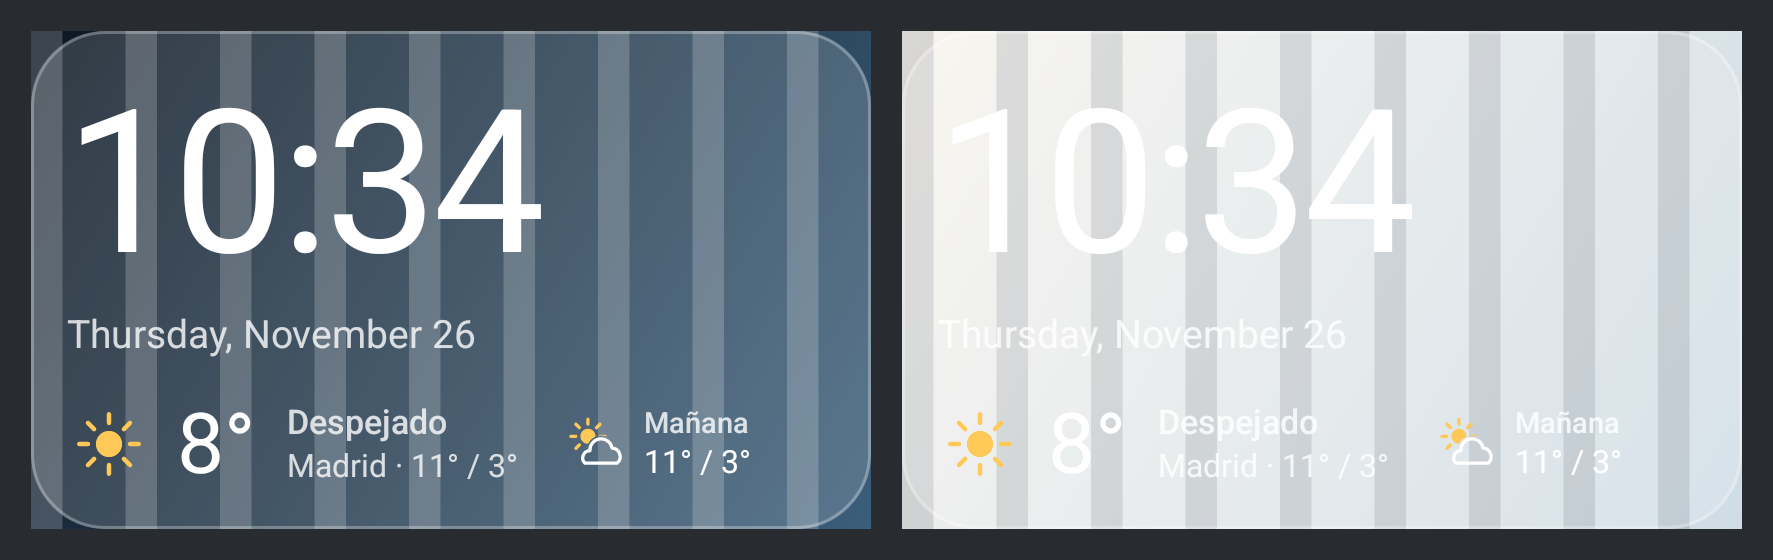 10:34
Thursday, November 26
8°
Despejado
Madrid · 11° / 3°
Mañana
11° / 3°
10:34
Thursday, November 26
8°
Despejado
Madrid · 11° / 3°
Mañana
11° / 3°